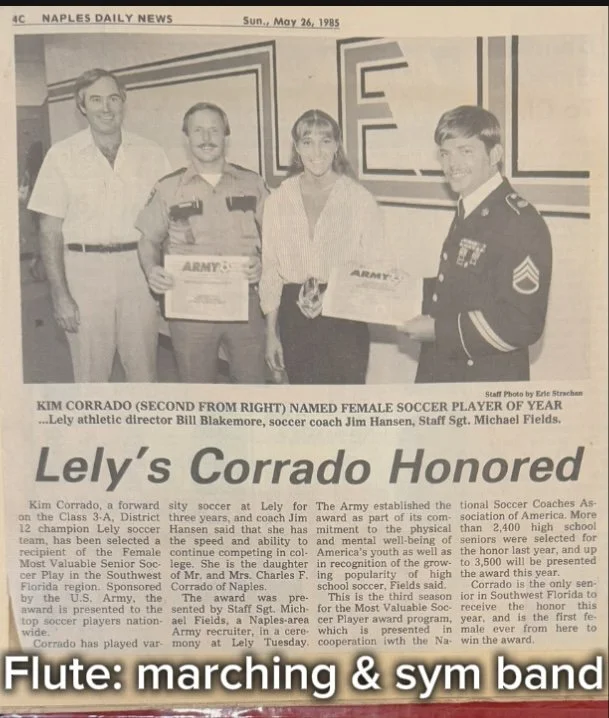 4C NAPLES DAILY NEWS Sun., May 26, 1985
LEL
ARMY
ARMY
Staff Photo by Eric Strachan
KIM CORRADO (SECOND FROM RIGHT) NAMED FEMALE SOCCER PLAYER OF YEAR
...Lely athletic director Bill Blakemore, soccer coach Jim Hansen, Staff Sgt. Michael Fields.
Lely's Corrado Honored
Kim Corrado, a forward
on the Class 3-A, District
12 champion Lely soccer
team, has been selected a
recipient of the Female
Most Valuable Senior Soc-
cer Play in the Southwest
Florida region. Sponsored
by the U.S. Army, the
award is presented to the
top soccer players nation-
wide.
Corrado has played var-
sity soccer at Lely for
three years, and coach Jim
Hansen said that she has
the speed and ability to
continue competing in col-
lege. She is the daughter
of Mr. and Mrs. Charles F.
Corrado of Naples.
The award was pre-
sented by Staff Sgt. Mich-
ael Fields, a Naples-area
Army recruiter, in a cere-
mony at Lely Tuesday.
The Army established the
award as part of its com-
mitment to the physical
and mental well-being of
America's youth as well as
in recognition of the grow-
ing popularity of high
school soccer, Fields said.
This is the third season
for the Most Valuable Soc-
cer Player award program,
which is presented in
cooperation iwth the Na-
tional Soccer Coaches As-
sociation of America. More
than 2,400 high school
seniors were selected for
the honor last year, and up
to 3,500 will be presented
the award this year.
Corrado is the only sen-
ior in Southwest Florida to
receive the honor this
year, and is the first fe-
male ever from here to
win the award.
Flute: marching & sym band